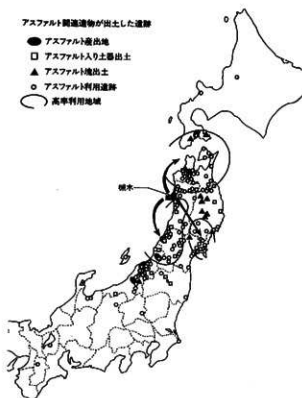 アスファルト関連遺物が出土した遺跡
アスファルト産出地
アスファルト入り土器出土
アスファルト塊出土
アスファルト利用遺跡
高率利用地域
槻木